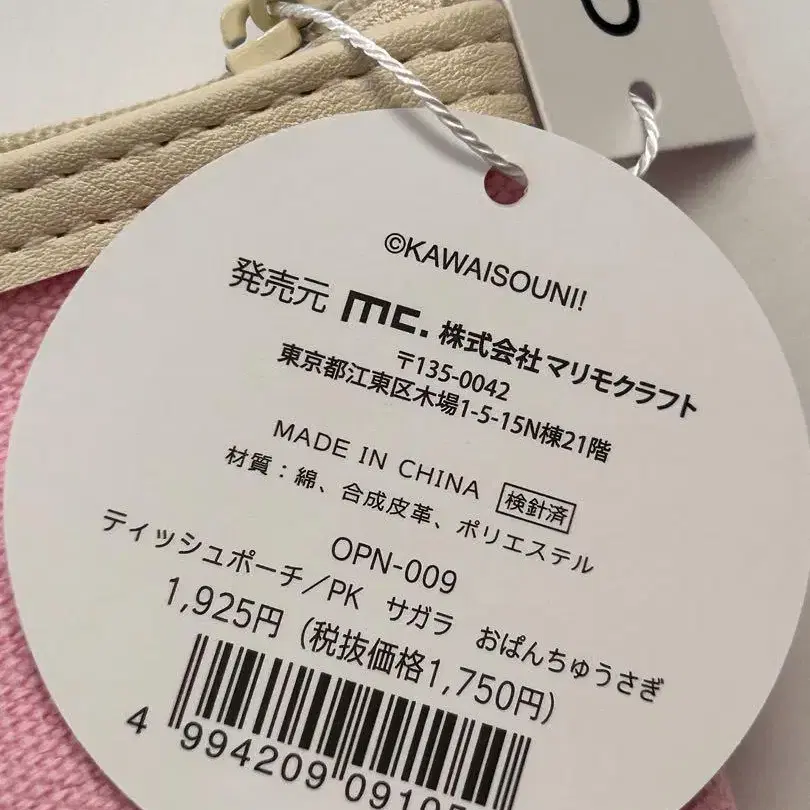 ©KAWAISOUNI!
発売元 mc. 株式会社マリモクラフト
〒135-0042
東京都江東区木場1-5-15N棟21階
MADE IN CHINA 検針済
材質:綿、合成皮革、ポリエステル
OPN-009
ティッシュポーチ/PK サガラ おぱんちゅうさぎ
1,925円(税抜価格1,750円)
4 994209 0910